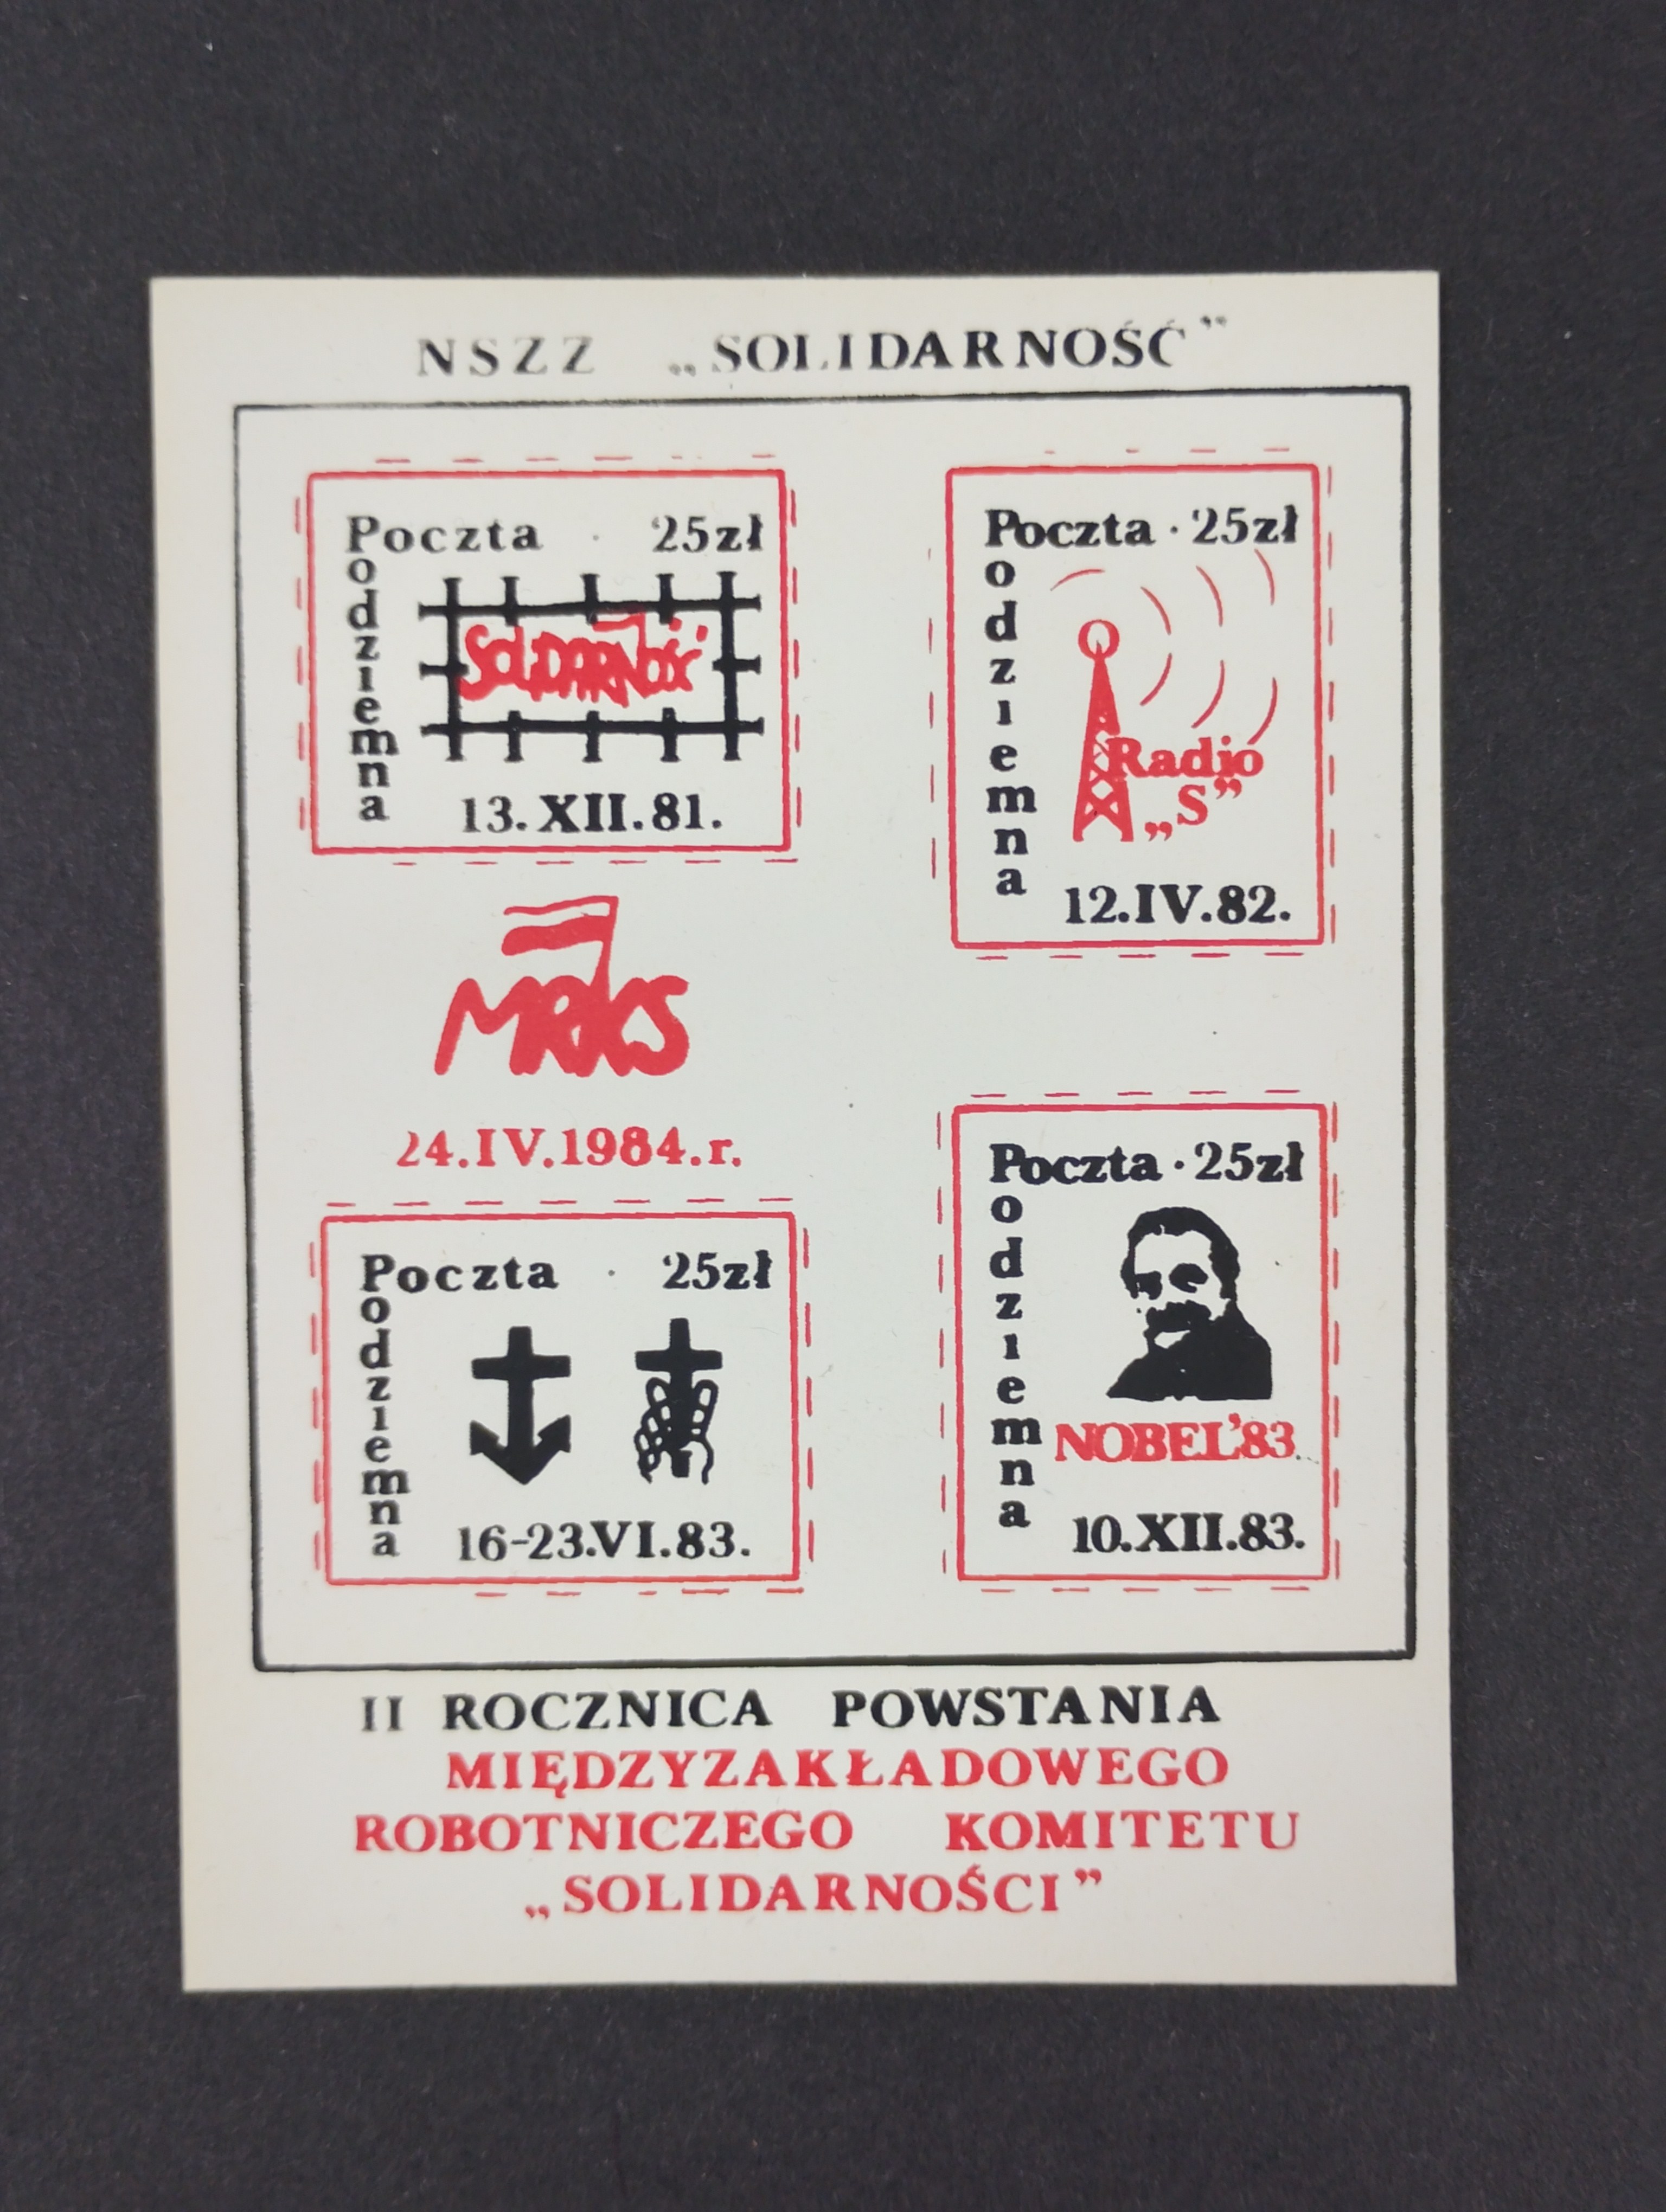 NSZZ „SOLIDARNOŚĆ”
Poczta · 25zł
Podziemna
SOLIDARNOŚĆ
13.XII.81.
Poczta · 25zł
Podziemna
Radio
„S”
12.IV.82.
MRKS
24.IV.1984.r.
Poczta · 25zł
Podziemna
16-23.VI.83.
Poczta · 25zł
Podziemna
NOBEL'83
10.XII.83.
II ROCZNICA POWSTANIA
MIĘDZYZAKŁADOWEGO
ROBOTNICZEGO KOMITETU
„SOLIDARNOŚCI”